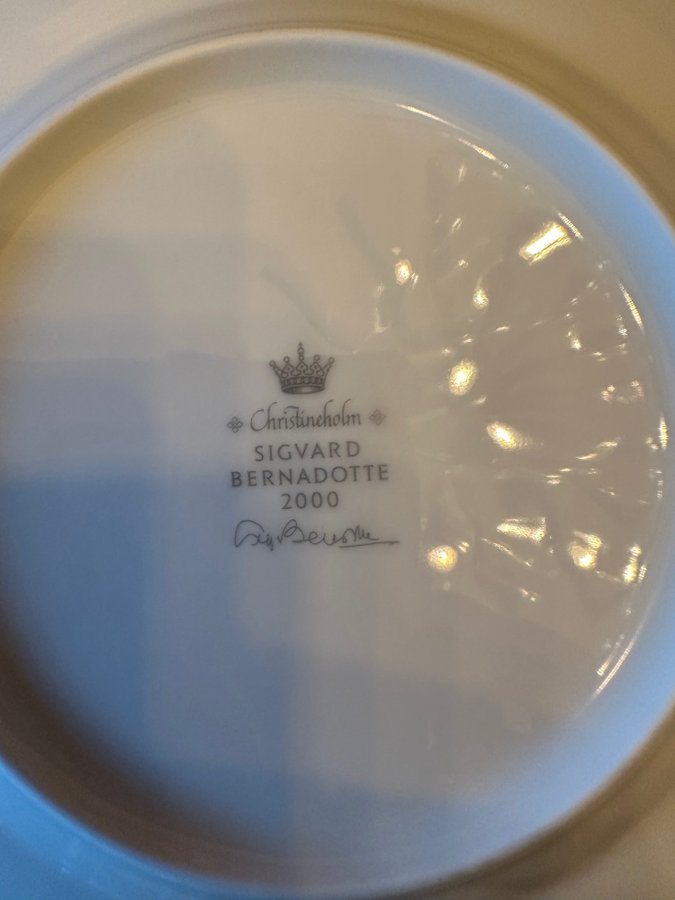 Christineholm
SIGVARD
BERNADOTTE
2000